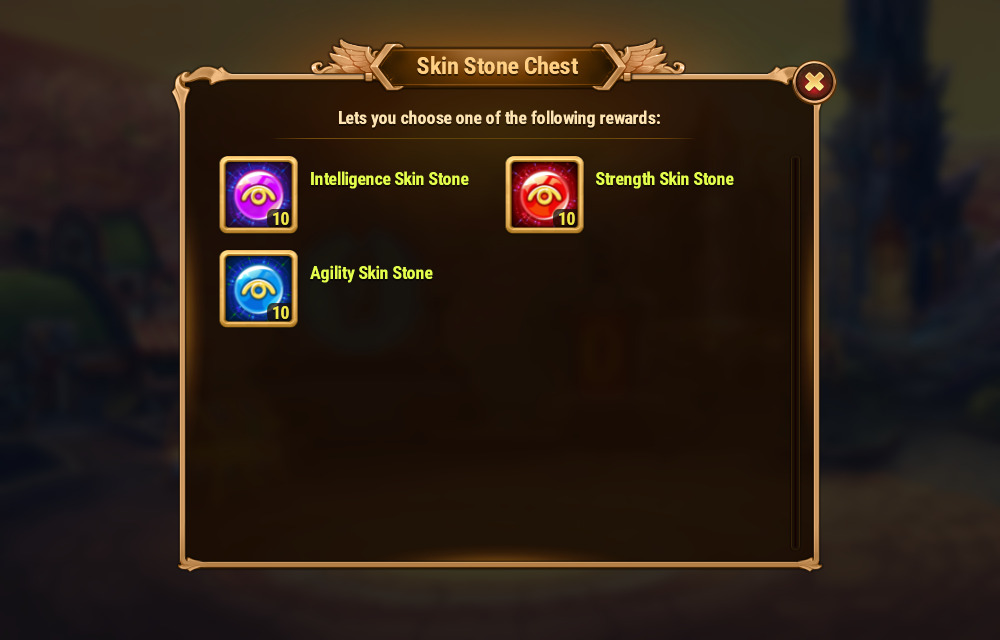 Skin Stone Chest
Lets you choose one of the following rewards:
Intelligence Skin Stone
10
Strength Skin Stone
10
Agility Skin Stone
10